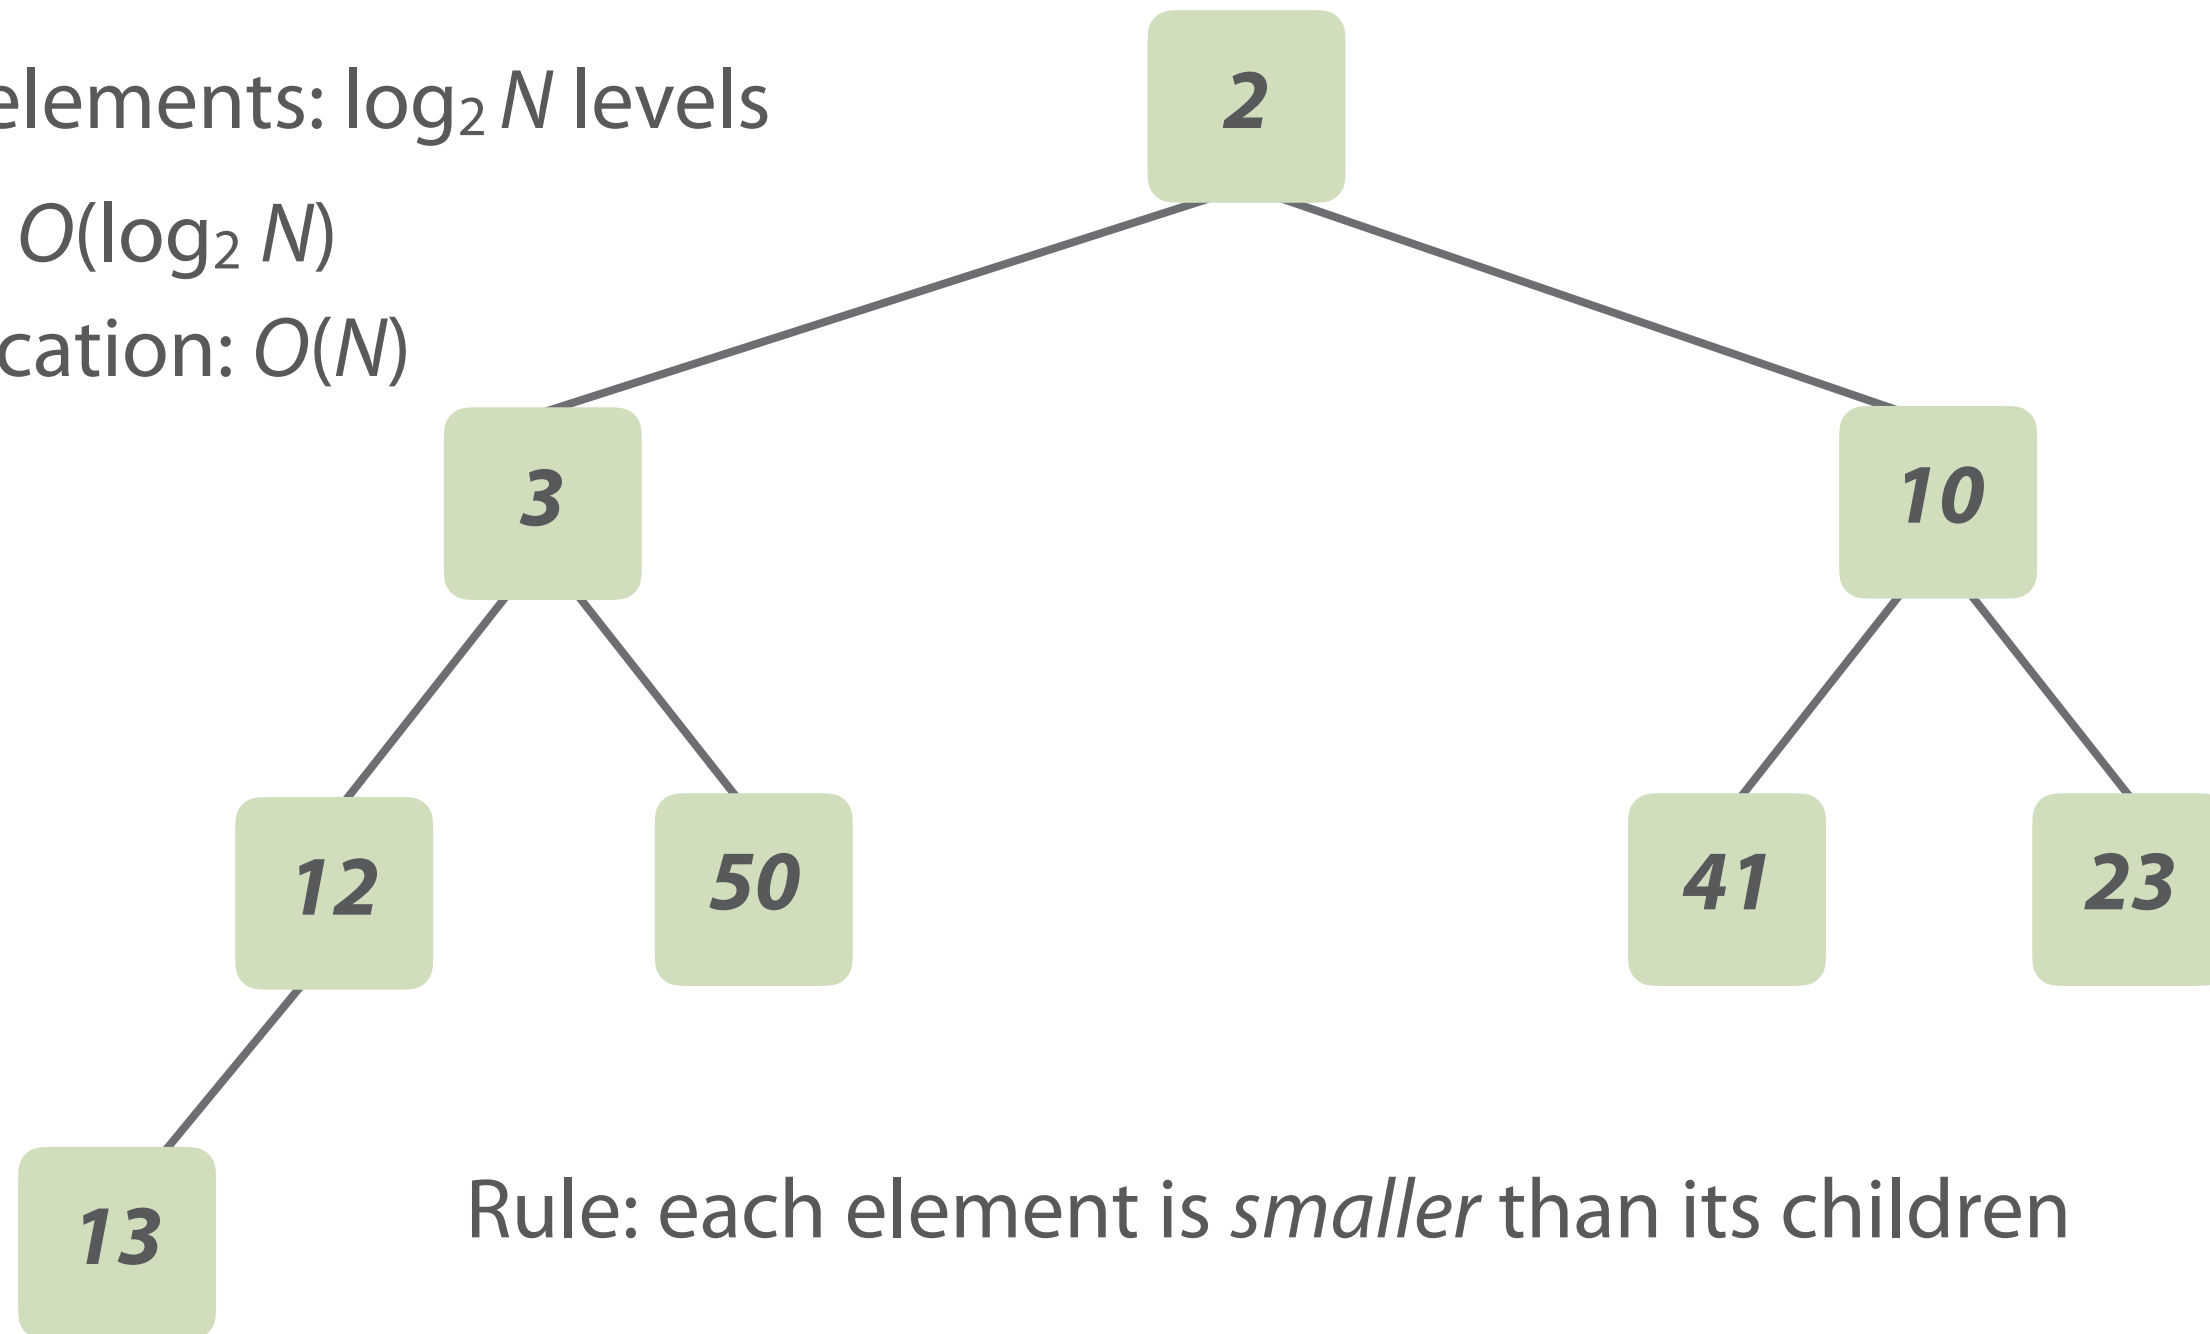 elements: log₂ N levels
2
O(log₂ N)
cation: O(N)
3
10
12
50
41
23
13
Rule: each element is smaller than its children